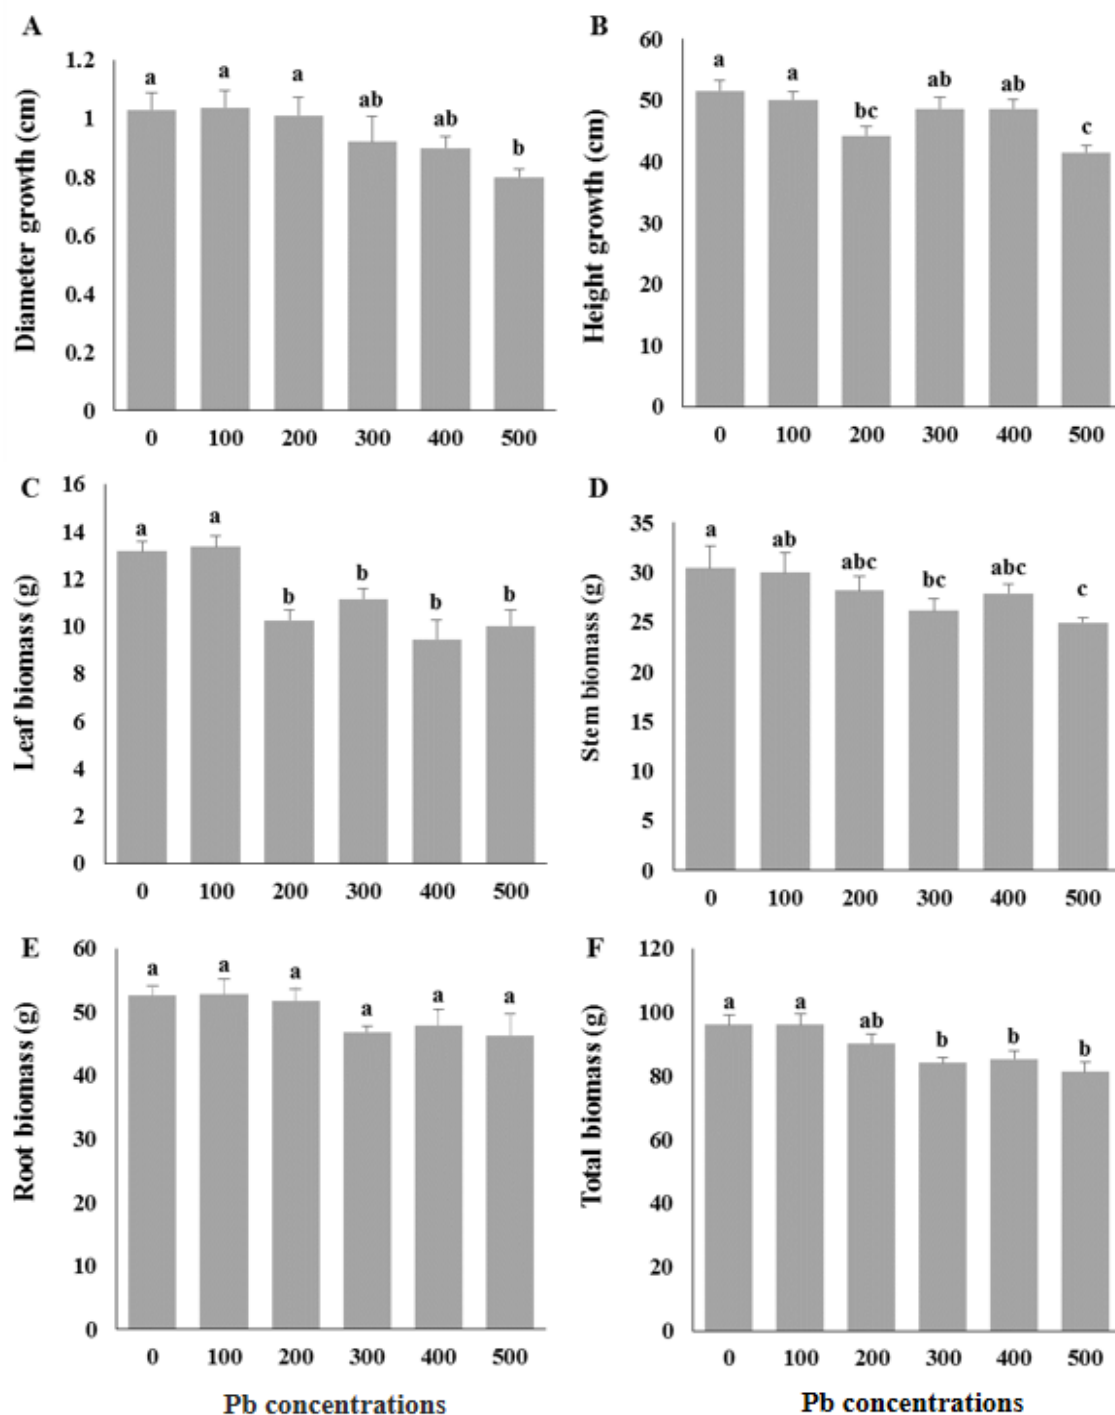 A
Diameter growth (cm)
1.2
1
0.8
0.6
0.4
0.2
0
a a a ab ab b
0 100 200 300 400 500
B
Height growth (cm)
60
50
40
30
20
10
0
a a bc ab ab c
0 100 200 300 400 500
C
Leaf biomass (g)
16
14
12
10
8
6
4
2
0
a a b b b b
0 100 200 300 400 500
D
Stem biomass (g)
35
30
25
20
15
10
5
0
a ab abc bc abc c
0 100 200 300 400 500
E
Root biomass (g)
60
50
40
30
20
10
0
a a a a a a
0 100 200 300 400 500
Pb concentrations
F
Total biomass (g)
120
100
80
60
40
20
0
a a ab b b b
0 100 200 300 400 500
Pb concentrations